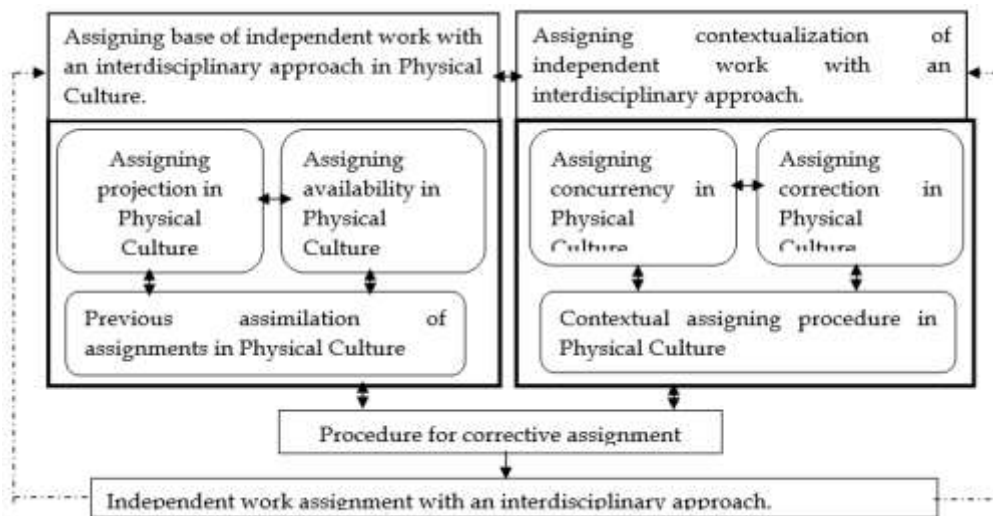 Assigning base of independent work with
an interdisciplinary approach in Physical
Culture.
Assigning contextualization of
independent work with an
interdisciplinary approach.
Assigning
projection in
Physical
Culture
Assigning
availability in
Physical
Culture
Assigning
concurrency in
Physical
Culture
Assigning
correction in
Physical
Culture
Previous assimilation of
assignments in Physical Culture
Contextual assigning procedure in
Physical Culture
Procedure for corrective assignment
Independent work assignment with an interdisciplinary approach.